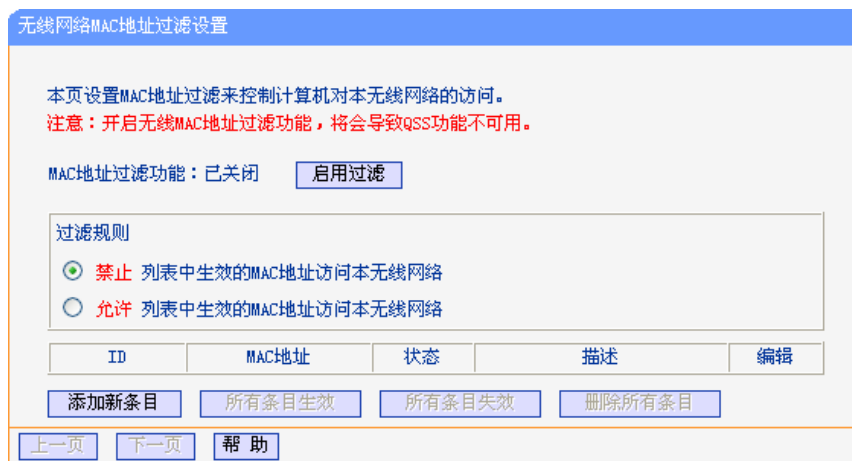 无线网络MAC地址过滤设置
本页设置MAC地址过滤来控制计算机对本无线网络的访问。
注意：开启无线MAC地址过滤功能，将会导致QSS功能不可用。
MAC地址过滤功能：已关闭 启用过滤
过滤规则
禁止 列表中生效的MAC地址访问本无线网络
允许 列表中生效的MAC地址访问本无线网络
ID MAC地址 状态 描述 编辑
添加新条目 所有条目生效 所有条目失效 删除所有条目
上一页 下一页 帮 助